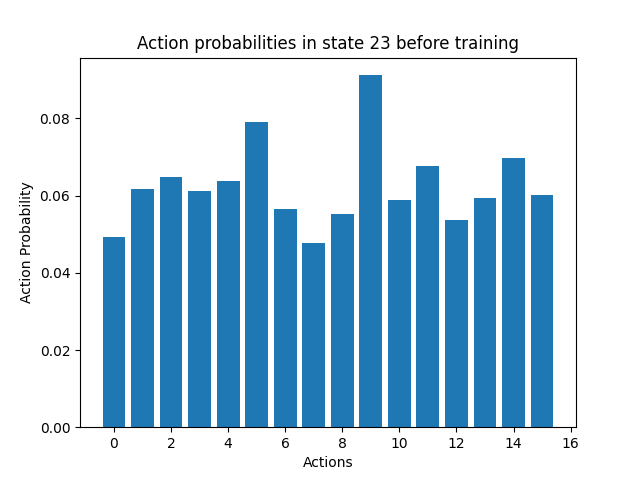 Action probabilities in state 23 before training
0.08
0.06
0.04
0.02
0.00
Action Probability
0 2 4 6 8 10 12 14 16
Actions